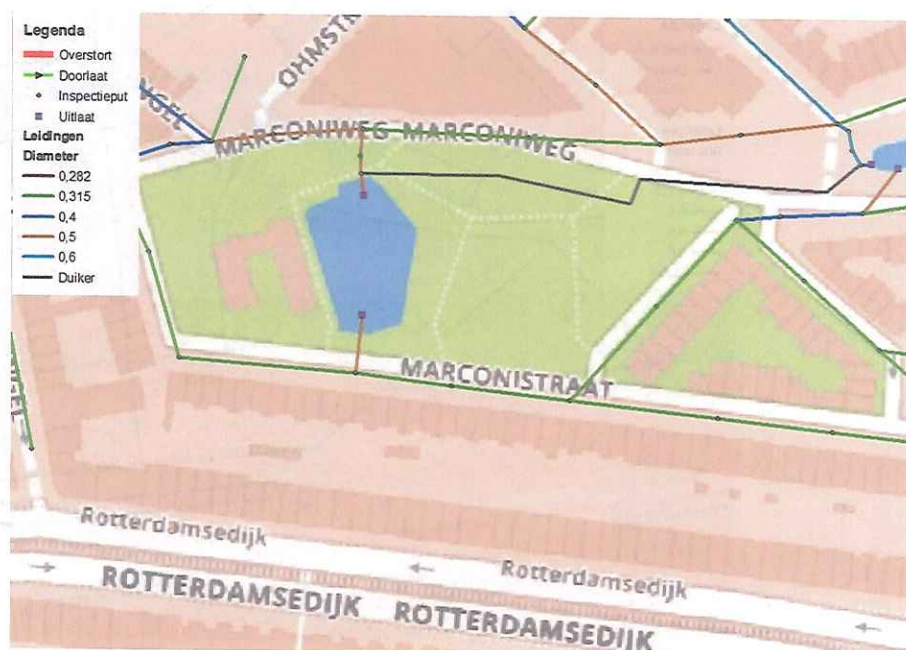 Legenda
Overstort
Doorlaat
Inspectieput
Uitlaat
Leidingen
Diameter
0,282
0,315
0,4
0,5
0,6
Duiker
MARCONIWEG MARCONIWEG
MARCONISTRAAT
Rotterdamsedijk
Rotterdamsedijk
ROTTERDAMSEDIJK ROTTERDAMSEDIJK